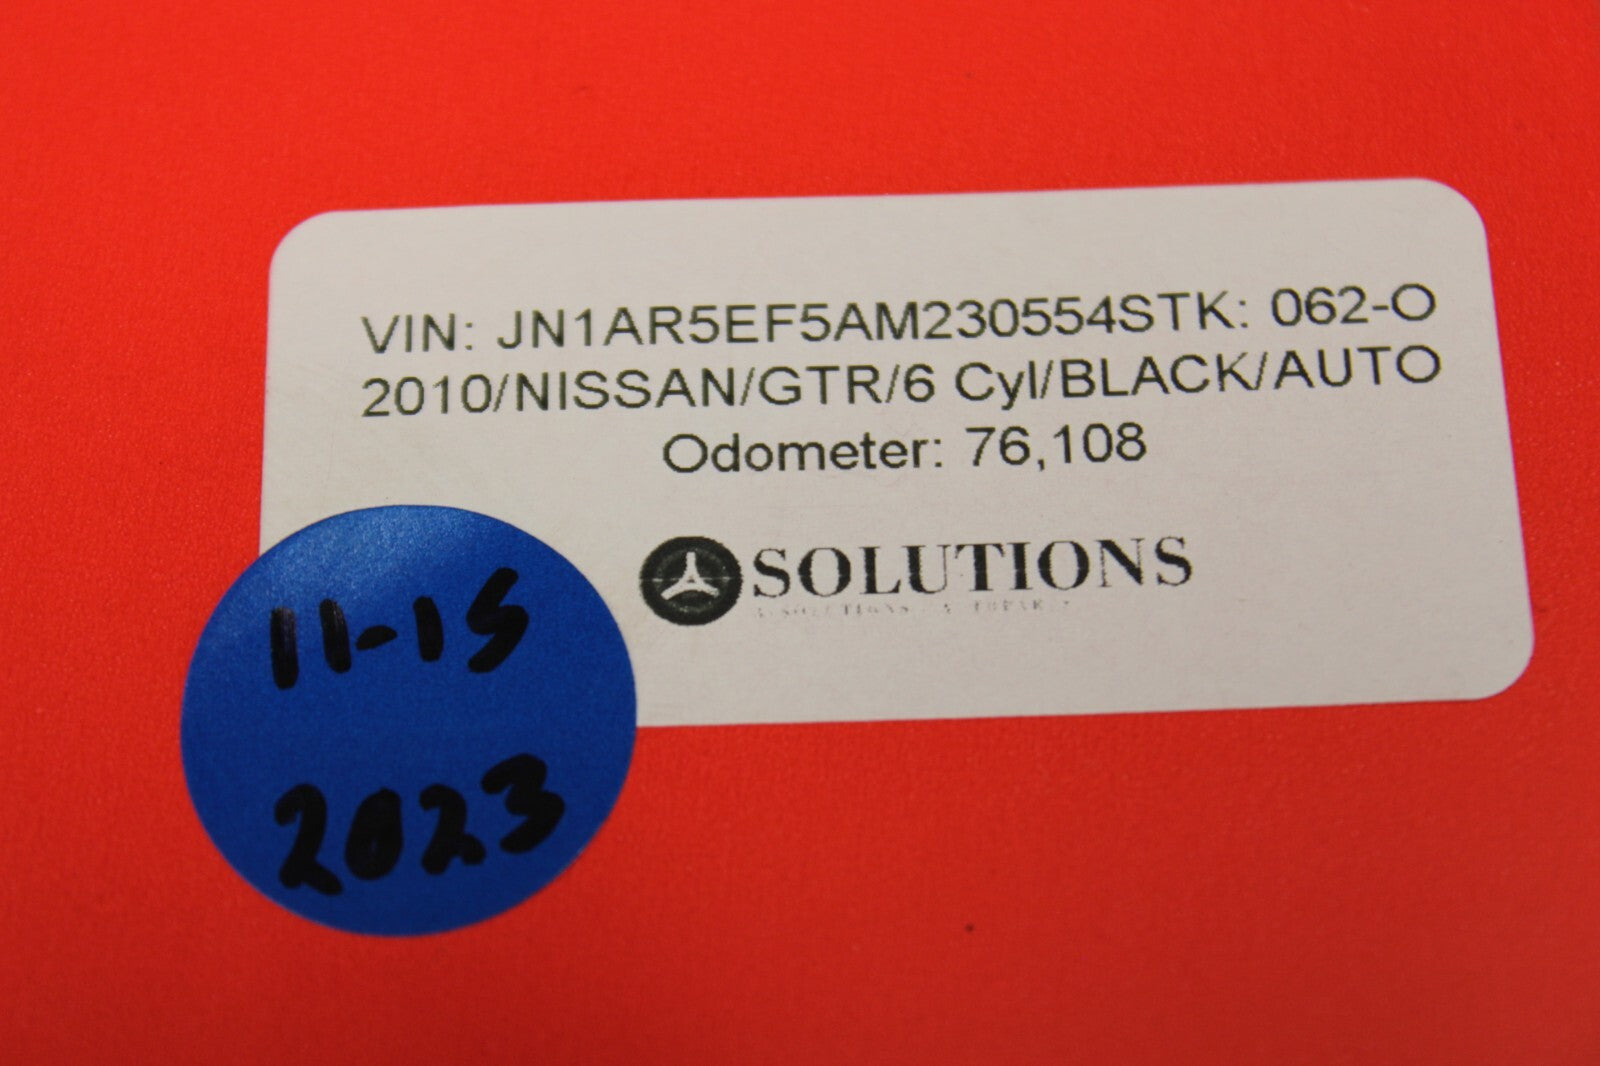 VIN: JN1AR5EF5AM230554STK: 062-O
2010/NISSAN/GTR/6 Cyl/BLACK/AUTO
Odometer: 76,108
SOLUTIONS
11-15
2023